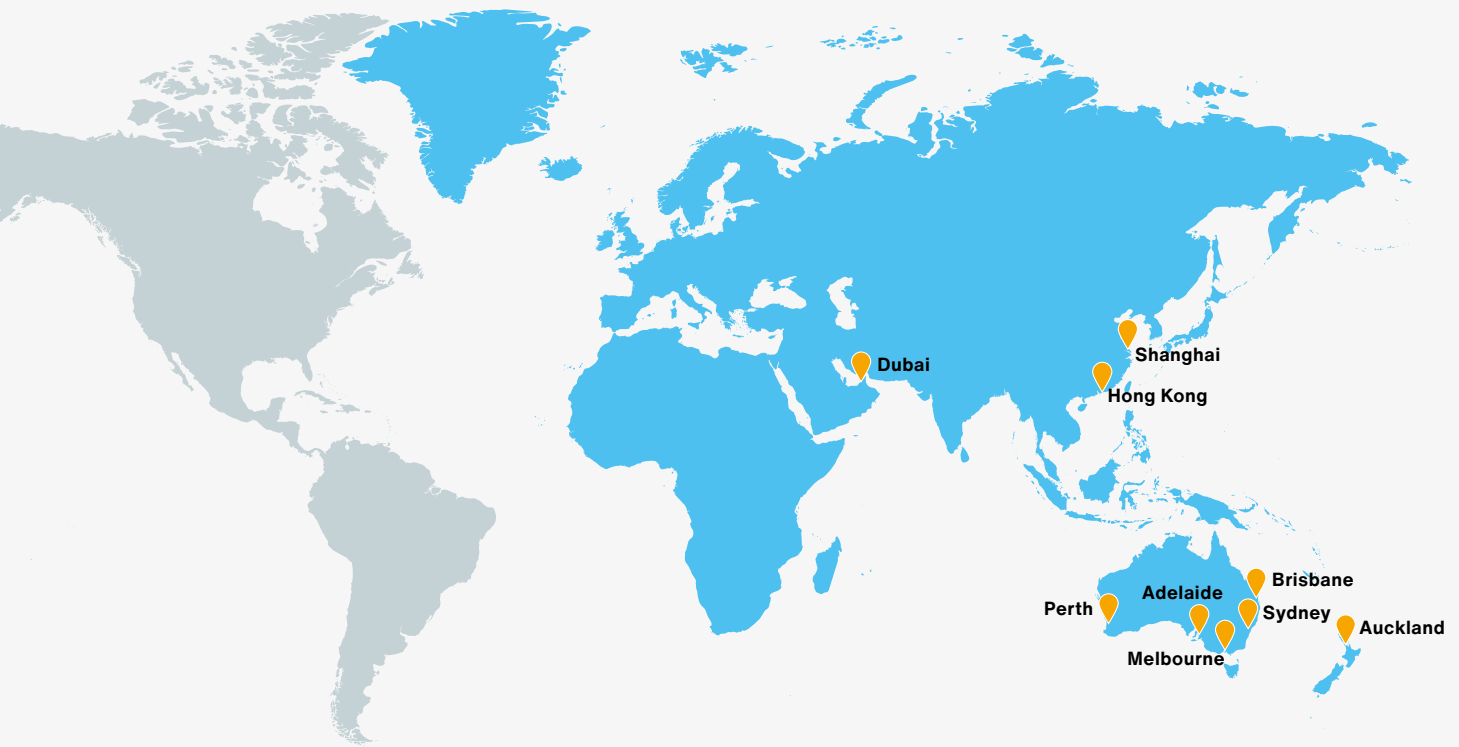 Shanghai
Dubai
Hong Kong
Brisbane
Adelaide
Perth
Sydney
Auckland
Melbourne